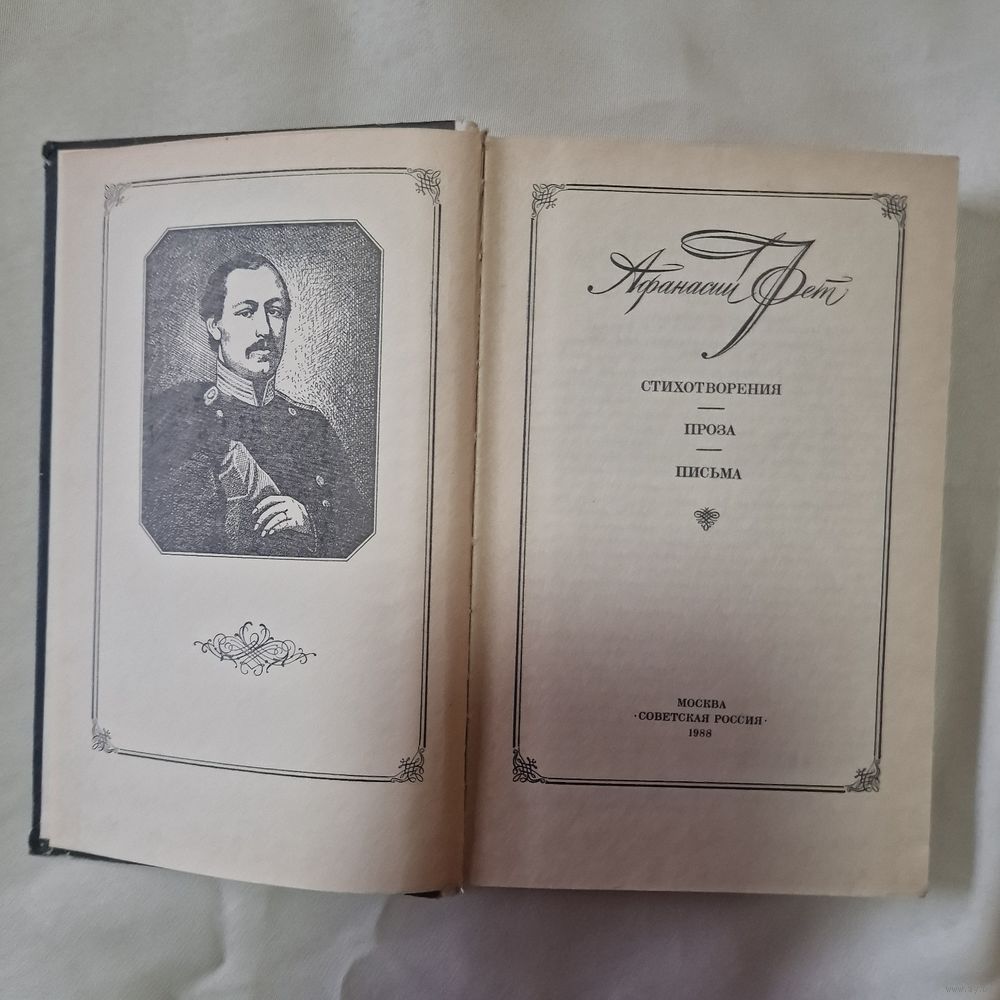 Афанасий Фет
СТИХОТВОРЕНИЯ
ПРОЗА
ПИСЬМА
МОСКВА
·СОВЕТСКАЯ РОССИЯ·
1988